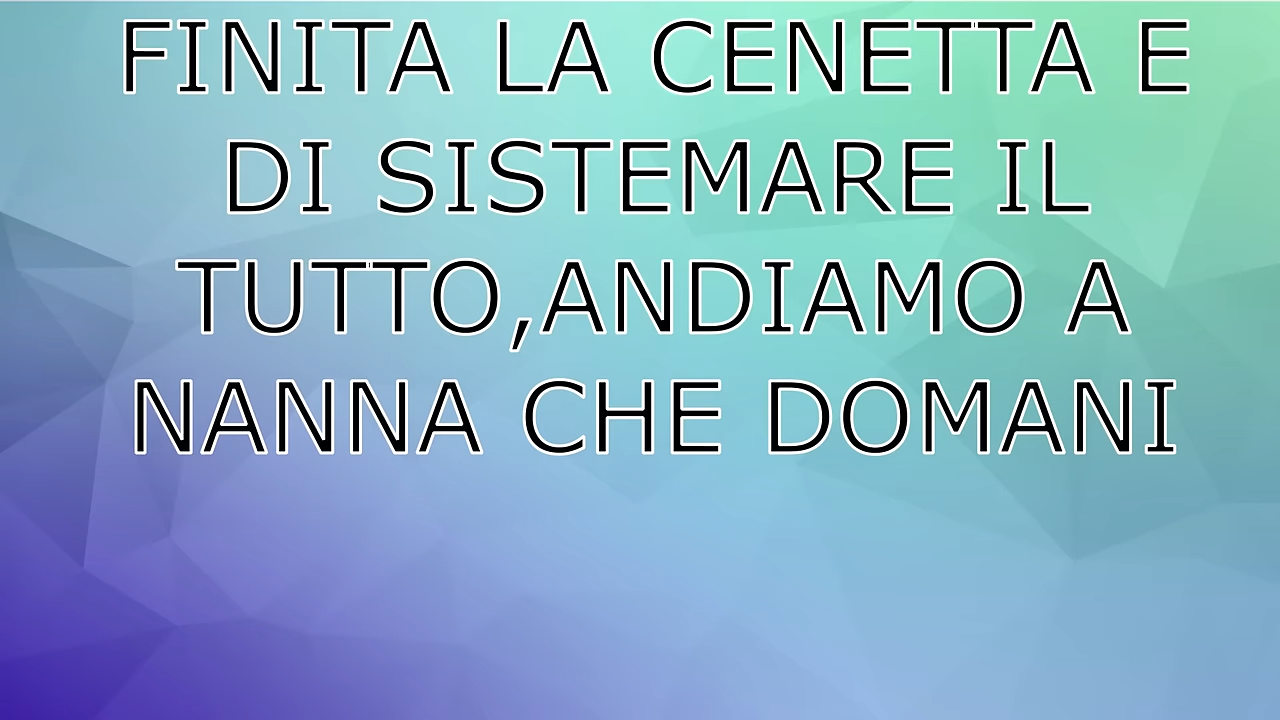 FINITA LA CENETTA E
DI SISTEMARE IL
TUTTO,ANDIAMO A
NANNA CHE DOMANI